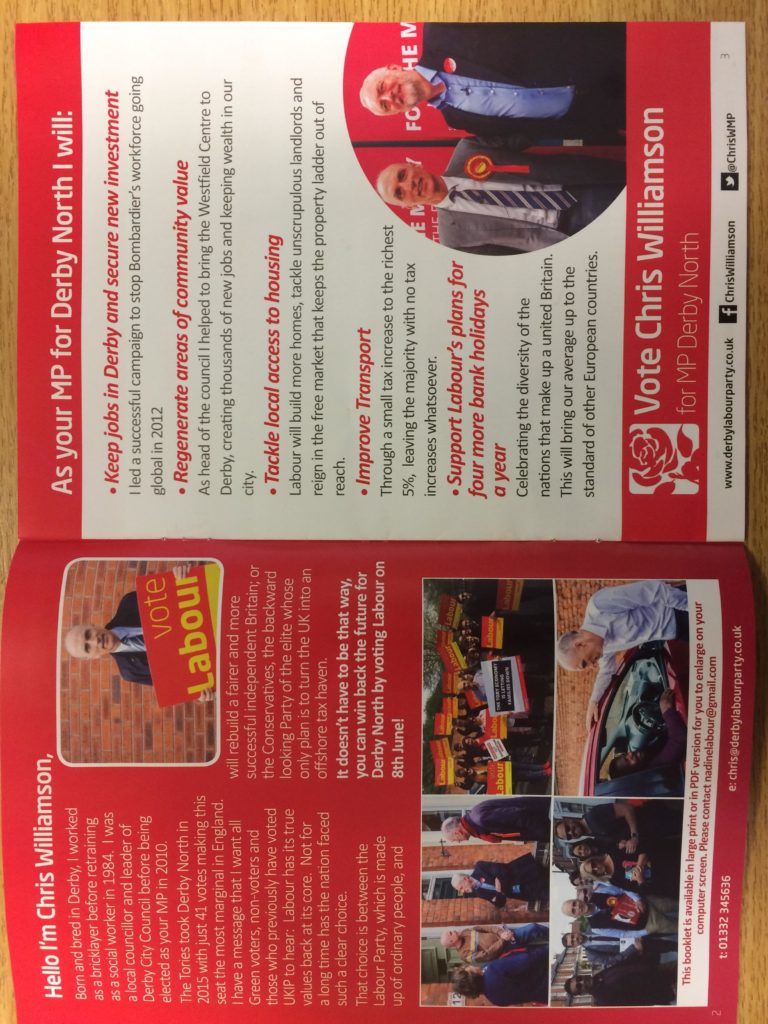 Hello I'm Chris Williamson,
Born and bred in Derby, I worked
as a bricklayer before retraining
as a social worker in 1984. I was
a local councillor and leader of
Derby City Council before being
elected as your MP in 2010.
The Tories took Derby North in
2015 with just 41 votes making this
seat the most marginal in England.
I have a message that I want all
Green voters, non-voters and
those who previously have voted
UKIP to hear: Labour has its true
values back at its core. Not for
a long time has the nation faced
such a clear choice.
That choice is between the
Labour Party, which is made
up of ordinary people, and
vote
Labour
will rebuild a fairer and more
successful independent Britain; or
the Conservatives, the backward
looking Party of the elite whose
only plan is to turn the UK into an
offshore tax haven.
It doesn't have to be that way,
you can win back the future for
Derby North by voting Labour on
8th June!
12
Labour
THE TORY ECONOMY
IS LETTING
FAMILIES DOWN
vote
Labour
This booklet is available in large print or in PDF version for you to enlarge on your
computer screen. Please contact nadinelabour@gmail.com
2
t: 01332 345636
e: chris@derbylabourparty.co.uk
As your MP for Derby North I will:
• Keep jobs in Derby and secure new investment
I led a successful campaign to stop Bombardier's workforce going
global in 2012
• Regenerate areas of community value
As head of the council I helped to bring the Westfield Centre to
Derby, creating thousands of new jobs and keeping wealth in our
city.
• Tackle local access to housing
Labour will build more homes, tackle unscrupulous landlords and
reign in the free market that keeps the property ladder out of
reach.
• Improve Transport
Through a small tax increase to the richest
5%, leaving the majority with no tax
increases whatsoever.
• Support Labour's plans for
four more bank holidays
a year
Celebrating the diversity of the
nations that make up a united Britain.
This will bring our average up to the
standard of other European countries.
Vote Chris Williamson
for MP Derby North
www.derbylabourparty.co.uk
ChrisWilliamson
@ChrisWMP
3